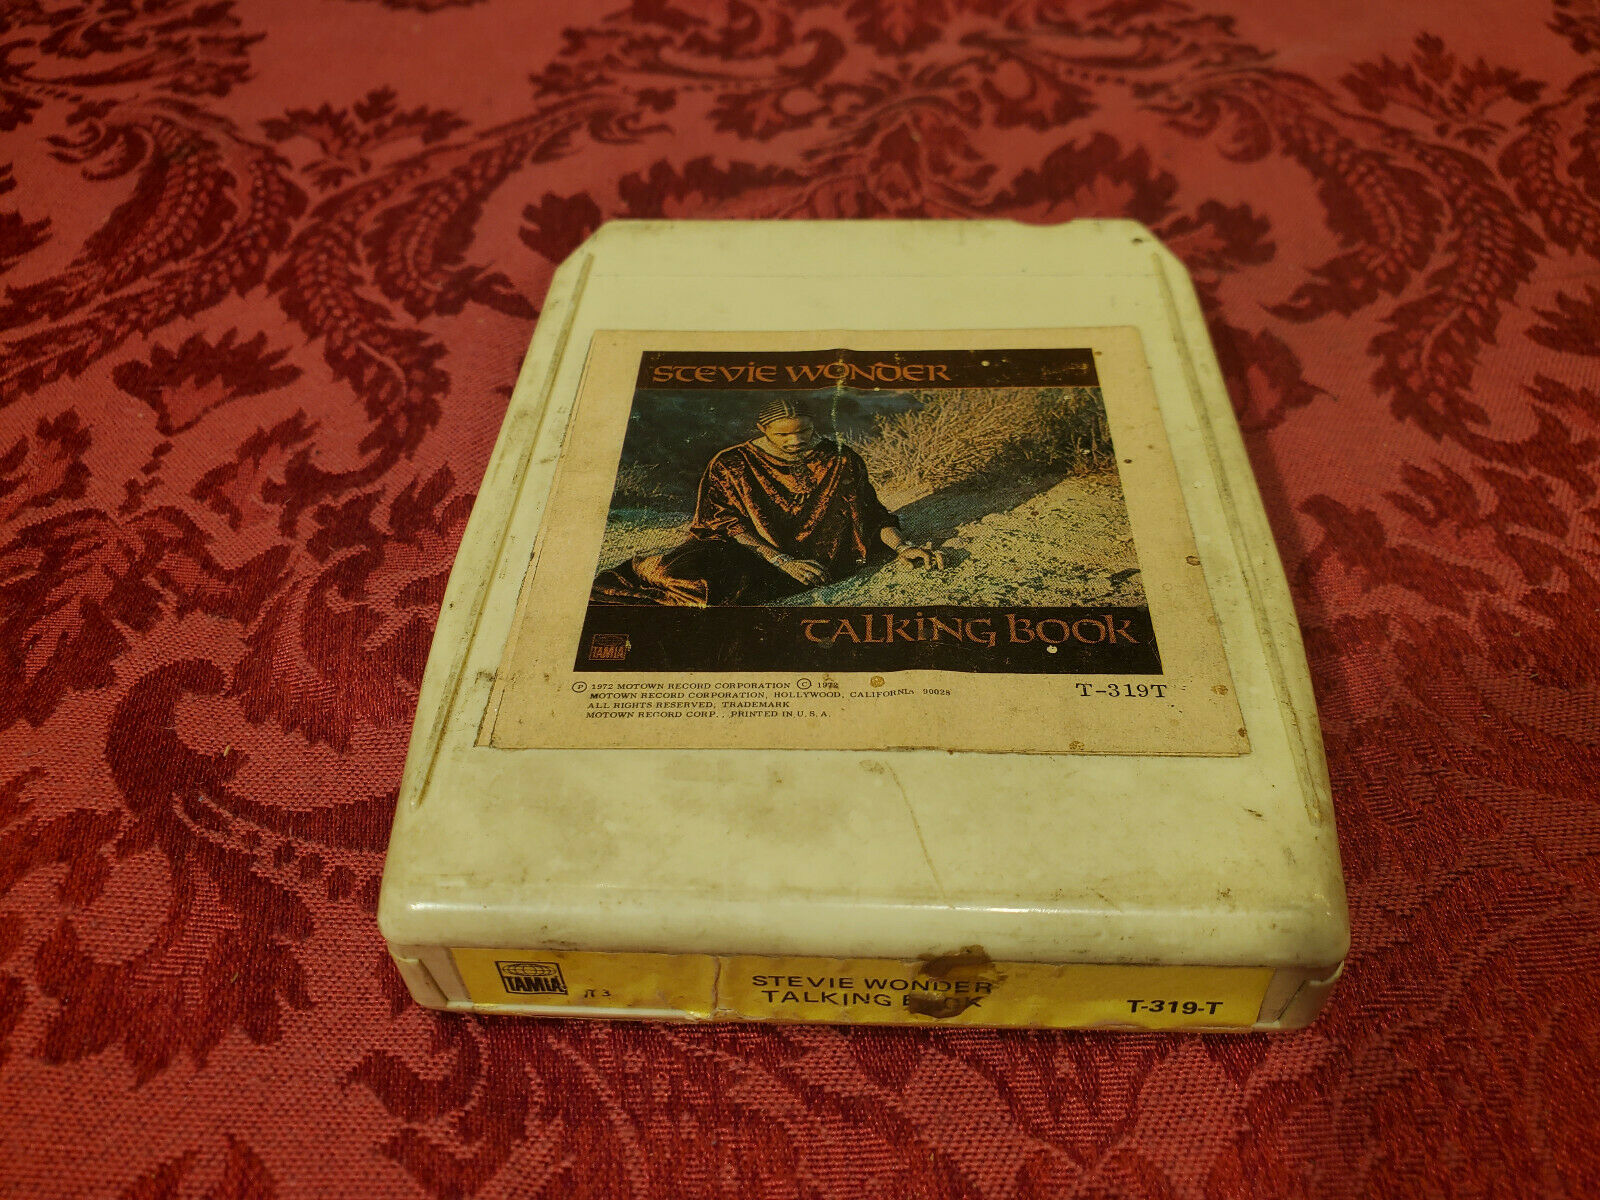 STEVIE WONDER
TALKING BOOK
TAMLA
Ⓟ 1972 MOTOWN RECORD CORPORATION © 1972
MOTOWN RECORD CORPORATION, HOLLYWOOD, CALIFORNIA 90028
ALL RIGHTS RESERVED, TRADEMARK
MOTOWN RECORD CORP., PRINTED IN U.S.A.
T-319T
TAMLA
STEVIE WONDER
TALKING
T-319-T